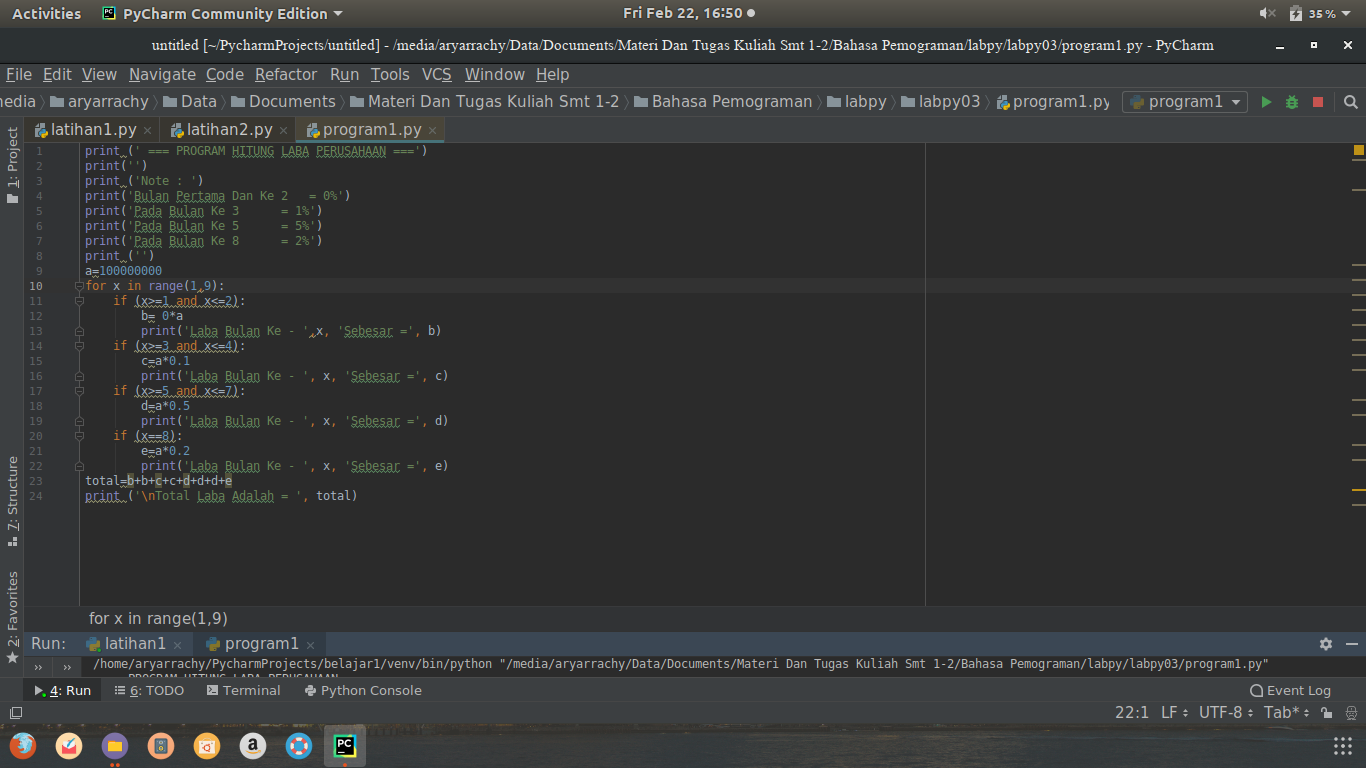 Activities PyCharm Community Edition Fri Feb 22, 16:50 35%
untitled [~/PycharmProjects/untitled] - /media/aryarrachy/Data/Documents/Materi Dan Tugas Kuliah Smt 1-2/Bahasa Pemograman/labpy/labpy03/program1.py - PyCharm
File Edit View Navigate Code Refactor Run Tools VCS Window Help
nedia aryarrachy Data Documents Materi Dan Tugas Kuliah Smt 1-2 Bahasa Pemograman labpy labpy03 program1.py program1
1: Project
latihan1.py latihan2.py program1.py
1 print (' === PROGRAM HITUNG LABA PERUSAHAAN ===')
2 print('')
3 print ('Note : ')
4 print('Bulan Pertama Dan Ke 2   = 0%')
5 print('Pada Bulan Ke 3      = 1%')
6 print('Pada Bulan Ke 5      = 5%')
7 print('Pada Bulan Ke 8      = 2%')
8 print ('')
9 a=100000000
10 for x in range(1,9):
11     if (x>=1 and x<=2):
12         b= 0*a
13         print('Laba Bulan Ke - ',x, 'Sebesar =', b)
14     if (x>=3 and x<=4):
15         c=a*0.1
16         print('Laba Bulan Ke - ', x, 'Sebesar =', c)
17     if (x>=5 and x<=7):
18         d=a*0.5
19         print('Laba Bulan Ke - ', x, 'Sebesar =', d)
20     if (x==8):
21         e=a*0.2
22         print('Laba Bulan Ke - ', x, 'Sebesar =', e)
23 total=b+b+c+c+d+d+d+e
24 print ('\nTotal Laba Adalah = ', total)
7: Structure
2: Favorites
for x in range(1,9)
Run: latihan1 program1
/home/aryarrachy/PycharmProjects/belajar1/venv/bin/python "/media/aryarrachy/Data/Documents/Materi Dan Tugas Kuliah Smt 1-2/Bahasa Pemograman/labpy/labpy03/program1.py"
PROGRAM HITUNG LABA PERUSAHAAN
4: Run 6: TODO Terminal Python Console Event Log
22:1 LF UTF-8 Tab*
a
PC